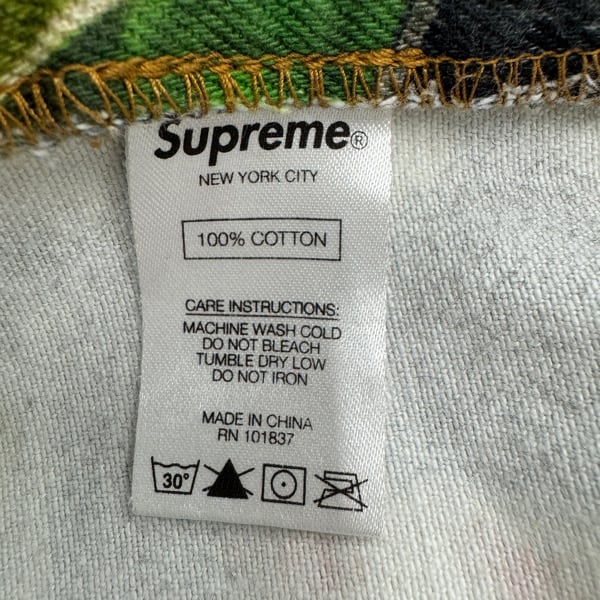 Supreme®
NEW YORK CITY
100% COTTON
CARE INSTRUCTIONS:
MACHINE WASH COLD
DO NOT BLEACH
TUMBLE DRY LOW
DO NOT IRON
MADE IN CHINA
RN 101837
30°